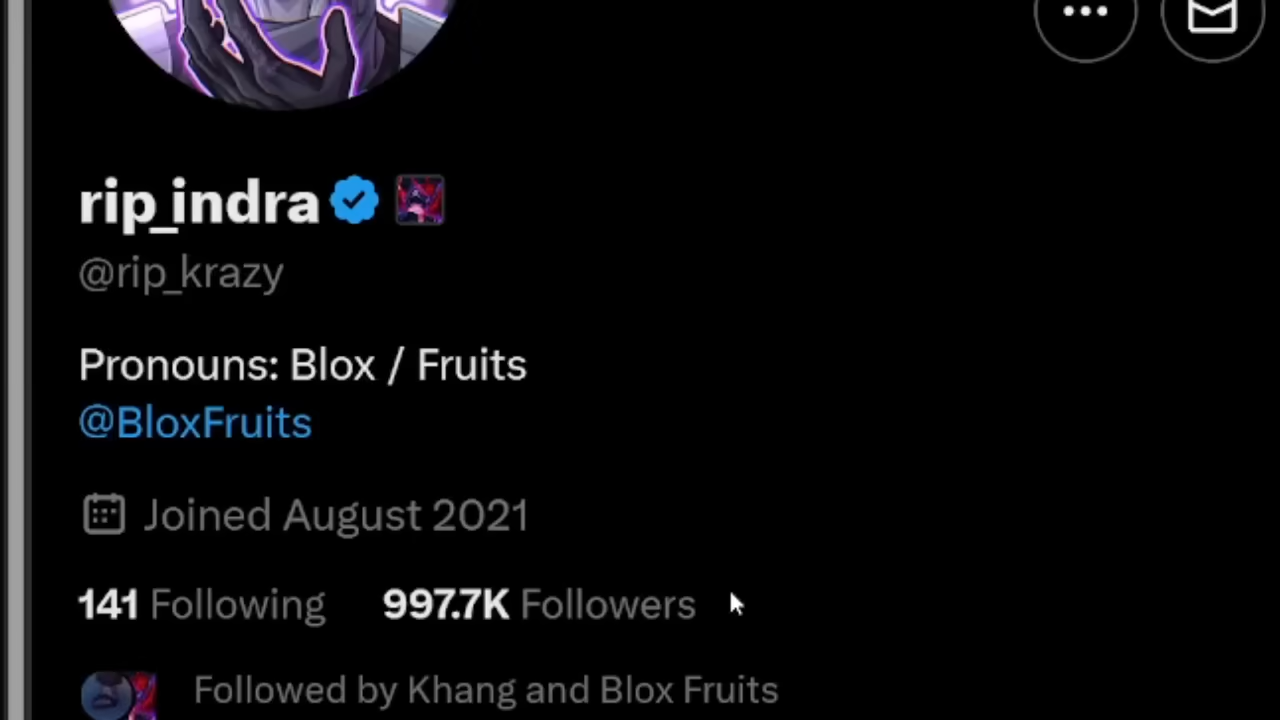 rip_indra
@rip_krazy
Pronouns: Blox / Fruits
@BloxFruits
Joined August 2021
141 Following 997.7K Followers
Followed by Khang and Blox Fruits